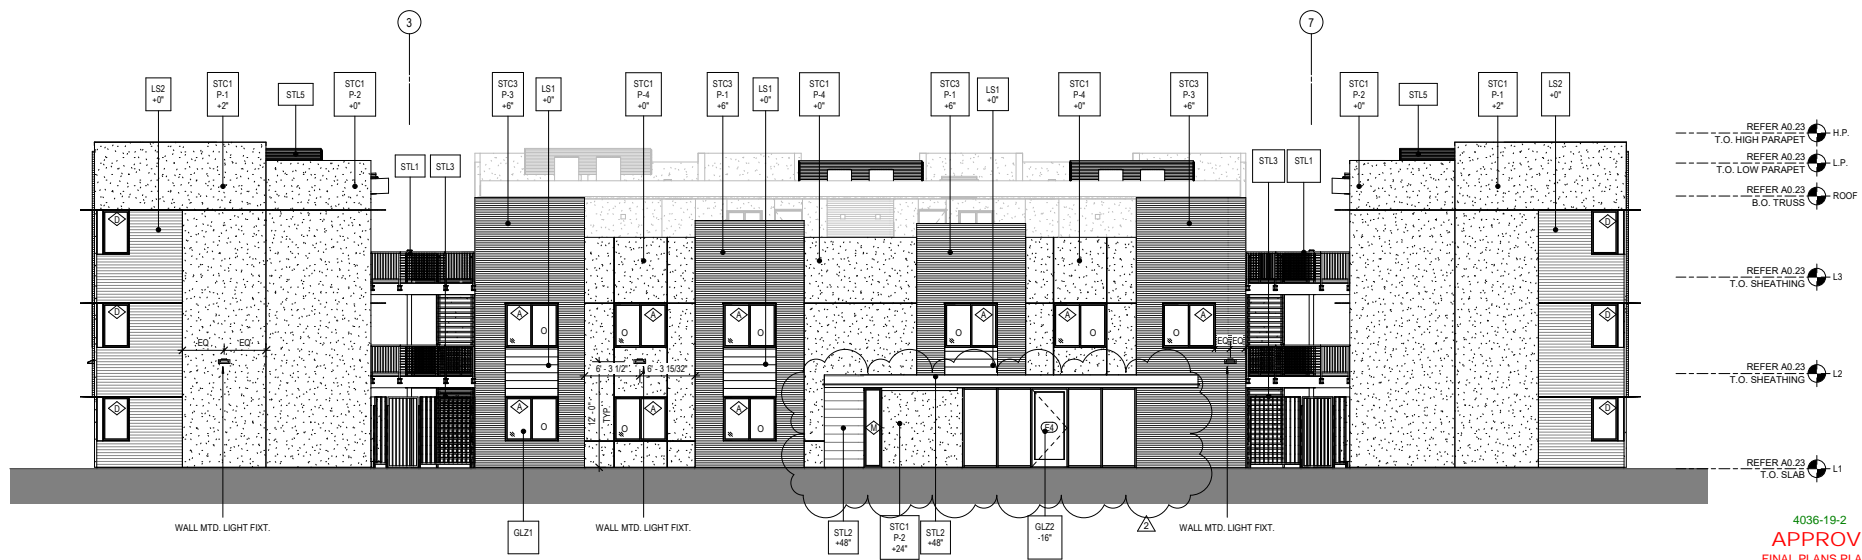 3
7
LS2
+0"
STC1
P-1
+2"
STL5
STC1
P-2
+0"
STC3
P-3
+6"
LS1
+0"
STC1
P-4
+0"
STC3
P-1
+6"
LS1
+0"
STC1
P-4
+0"
STC3
P-1
+6"
LS1
+0"
STC1
P-4
+0"
STC3
P-3
+6"
STC1
P-2
+0"
STL5
STC1
P-1
+2"
LS2
+0"
STL1
STL3
STL3
STL1
REFER A0.23
T.O. HIGH PARAPET
H.P.
REFER A0.23
T.O. LOW PARAPET
L.P.
REFER A0.23
B.O. TRUSS
ROOF
REFER A0.23
T.O. SHEATHING
L3
REFER A0.23
T.O. SHEATHING
L2
REFER A0.23
T.O. SLAB
L1
D
D
A O
O A
A O
O A
A O
O A
D
D
EQ EQ
EQ EQ
6' - 3 1/2"
6' - 3 15/32"
12' - 0"
TYP.
D
A O
O A
A O
M
E4
D
WALL MTD. LIGHT FIXT.
GLZ1
WALL MTD. LIGHT FIXT.
STL2
+48"
STC1
P-2
+24"
STL2
+48"
GLZ2
-16"
2
WALL MTD. LIGHT FIXT.
4036-19-2
APPROV
FINAL PLANS PLA